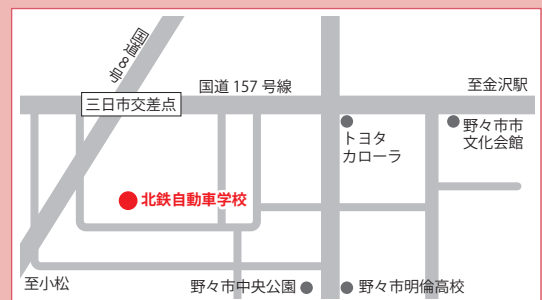 国道8号
国道 157 号線
至金沢駅
三日市交差点
トヨタ
カローラ
野々市市
文化会館
北鉄自動車学校
至小松
野々市中央公園
野々市明倫高校